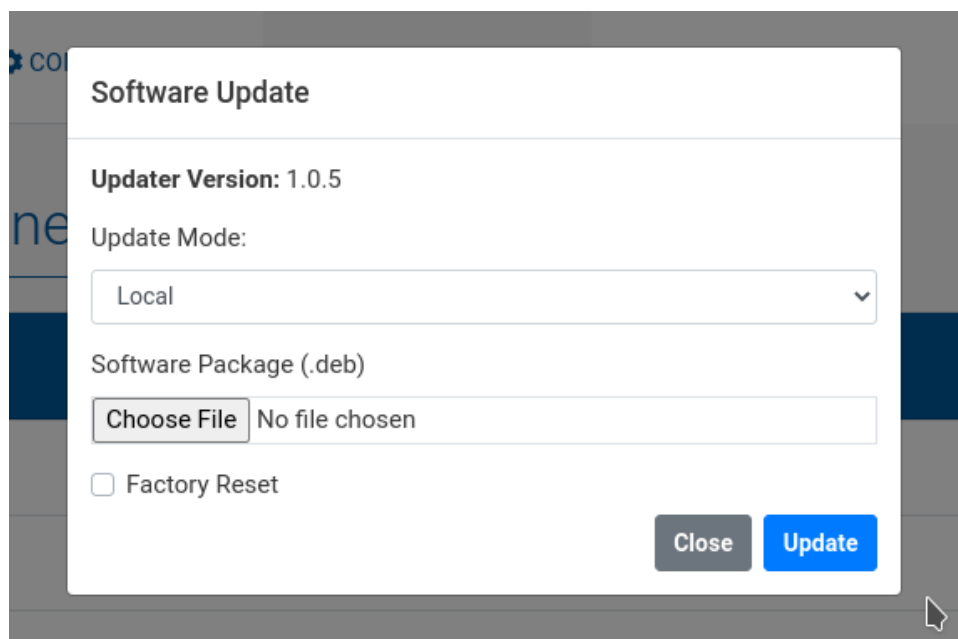 Software Update
Updater Version: 1.0.5
Update Mode:
Local
Software Package (.deb)
Choose File No file chosen
Factory Reset
Close Update